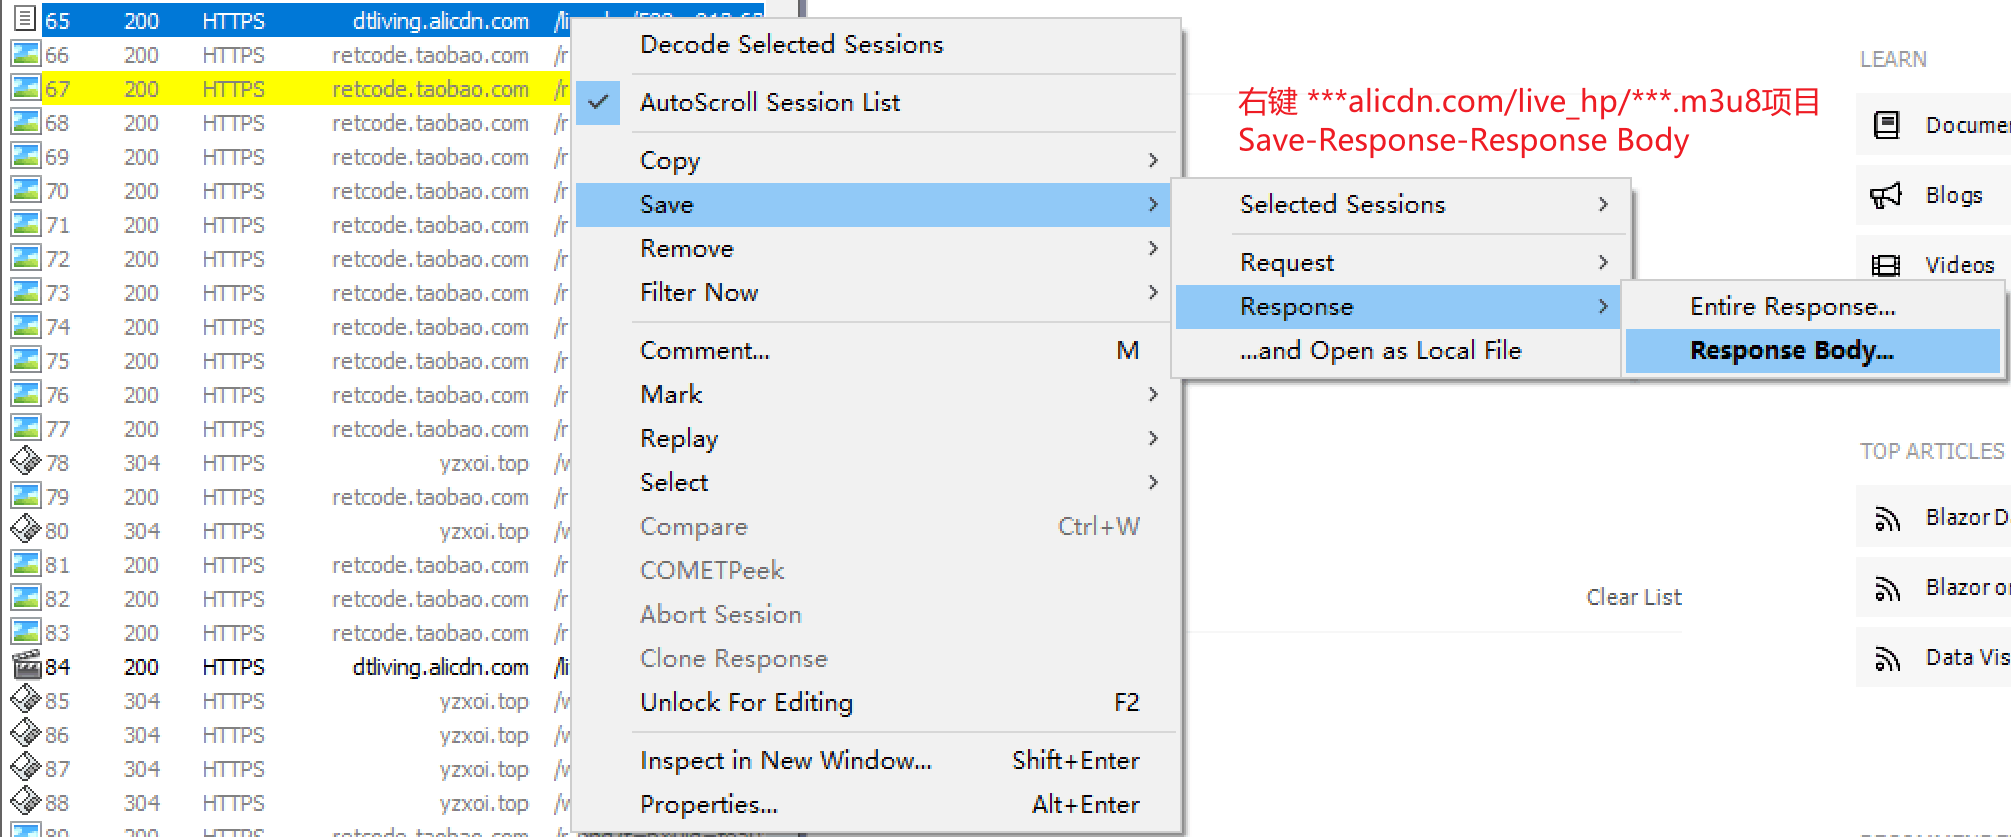 65 200 HTTPS dtliving.alicdn.com
66 200 HTTPS retcode.taobao.com /r
67 200 HTTPS retcode.taobao.com /r
68 200 HTTPS retcode.taobao.com /r
69 200 HTTPS retcode.taobao.com /r
70 200 HTTPS retcode.taobao.com /r
71 200 HTTPS retcode.taobao.com /r
72 200 HTTPS retcode.taobao.com /r
73 200 HTTPS retcode.taobao.com /r
74 200 HTTPS retcode.taobao.com /r
75 200 HTTPS retcode.taobao.com /r
76 200 HTTPS retcode.taobao.com /r
77 200 HTTPS retcode.taobao.com /r
78 304 HTTPS yzxoi.top /w
79 200 HTTPS retcode.taobao.com /r
80 304 HTTPS yzxoi.top /w
81 200 HTTPS retcode.taobao.com /r
82 200 HTTPS retcode.taobao.com /r
83 200 HTTPS retcode.taobao.com /r
84 200 HTTPS dtliving.alicdn.com /li
85 304 HTTPS yzxoi.top /w
86 304 HTTPS yzxoi.top /w
87 304 HTTPS yzxoi.top /w
88 304 HTTPS yzxoi.top /w
89 200 HTTPS retcode.taobao.com
Decode Selected Sessions
AutoScroll Session List
Copy
Save
Remove
Filter Now
Comment... M
Mark
Replay
Select
Compare Ctrl+W
COMETPeek
Abort Session
Clone Response
Unlock For Editing F2
Inspect in New Window... Shift+Enter
Properties... Alt+Enter
右键 ***alicdn.com/live_hp/***.m3u8项目
Save-Response-Response Body
Selected Sessions
Request
Response
...and Open as Local File
Entire Response...
Response Body...
Clear List
LEARN
Documen
Blogs
Videos
TOP ARTICLES
Blazor D
Blazor o
Data Vis